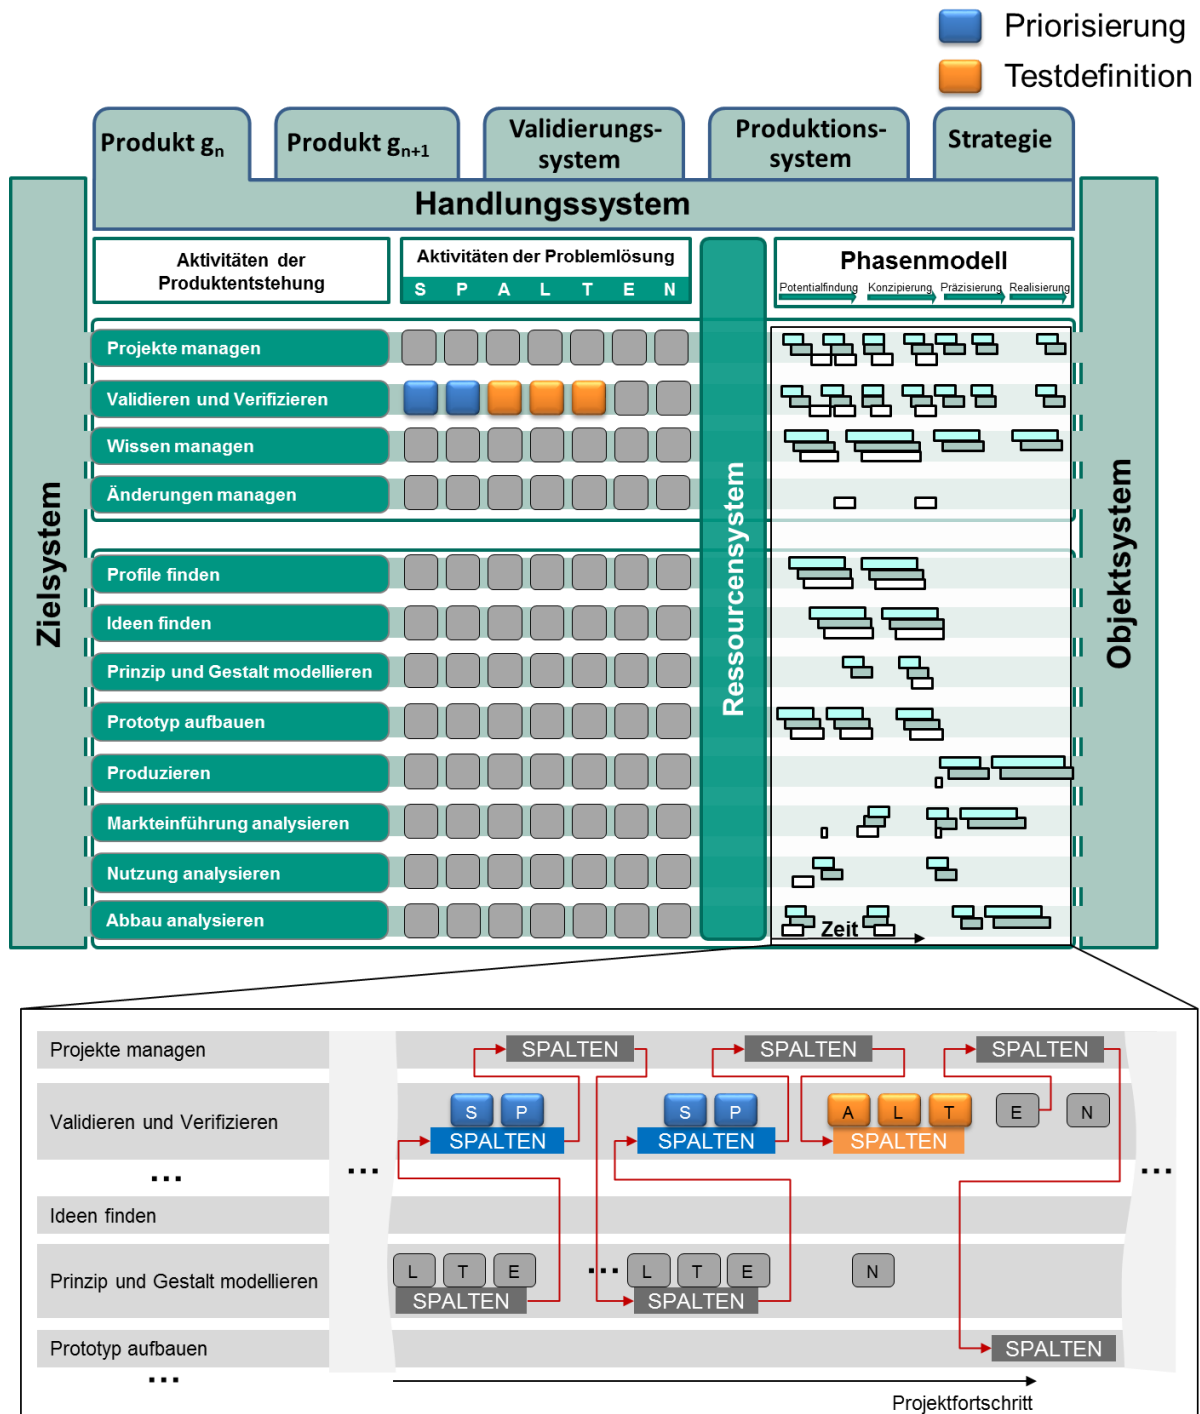 Priorisierung
Testdefinition
Produkt gn
Produkt gn+1
Validierungs-
system
Produktions-
system
Strategie
Handlungssystem
Zielsystem
Objektsystem
Ressourcensystem
Aktivitäten der
Produktentstehung
Aktivitäten der Problemlösung
S P A L T E N
Phasenmodell
Potentialfindung Konzipierung Präzisierung Realisierung
Projekte managen
Validieren und Verifizieren
Wissen managen
Änderungen managen
Profile finden
Ideen finden
Prinzip und Gestalt modellieren
Prototyp aufbauen
Produzieren
Markteinführung analysieren
Nutzung analysieren
Abbau analysieren
Zeit
Projekte managen
SPALTEN
SPALTEN
SPALTEN
Validieren und Verifizieren
S P
SPALTEN
S P
SPALTEN
A L T
SPALTEN
E
N
...
...
...
Ideen finden
Prinzip und Gestalt modellieren
L T E
SPALTEN
...
L T E
SPALTEN
N
Prototyp aufbauen
SPALTEN
...
Projektfortschritt